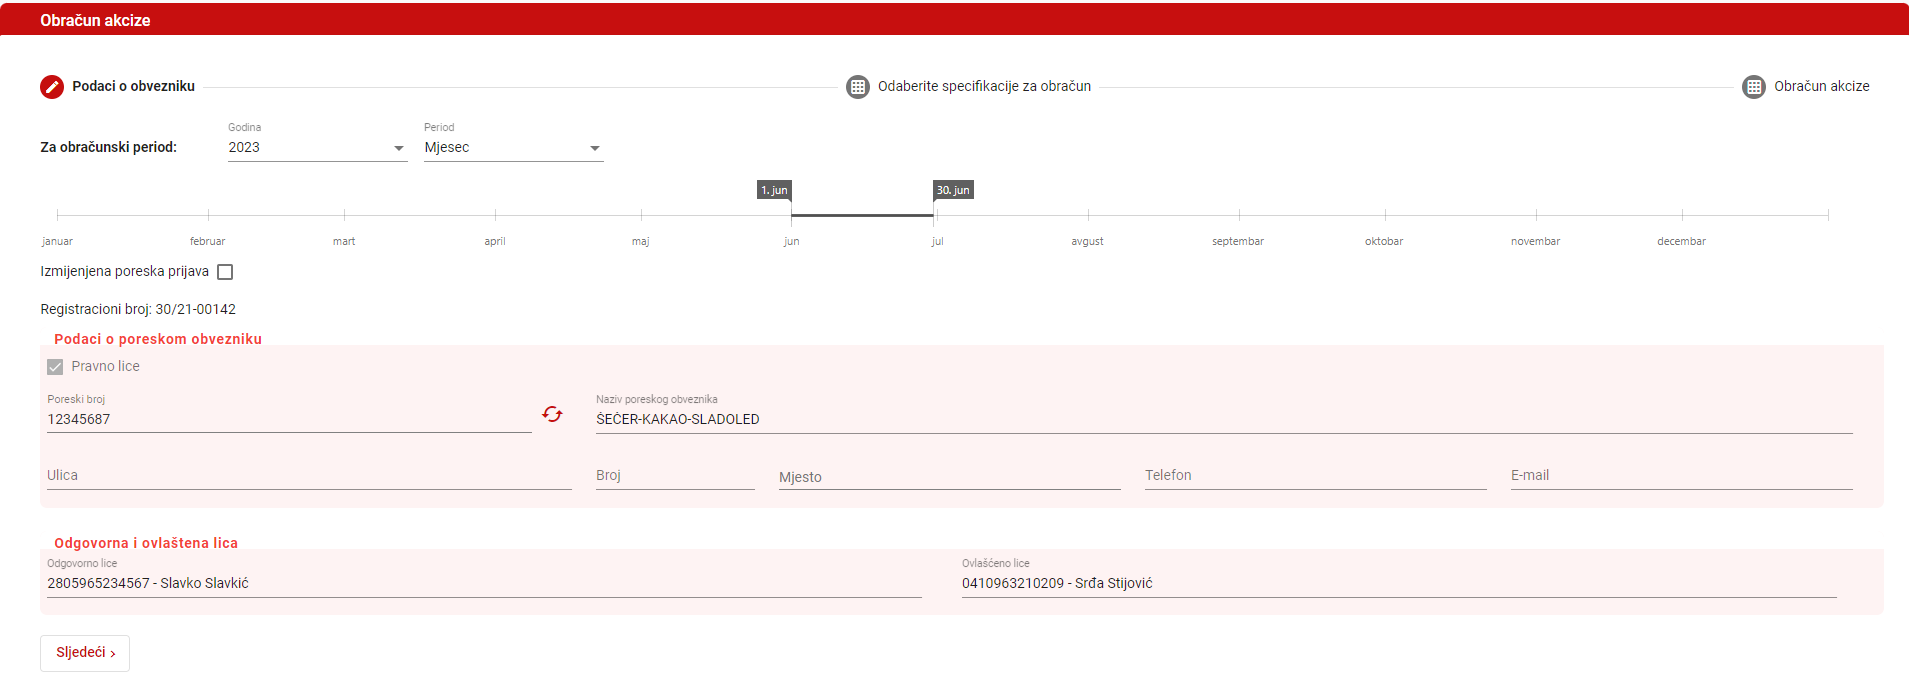 Obračun akcize
Podaci o obvezniku
Odaberite specifikacije za obračun
Obračun akcize
Za obračunski period:
Godina
2023
Period
Mjesec
1. jun
30. jun
januar
februar
mart
april
maj
jun
jul
avgust
septembar
oktobar
novembar
decembar
Izmijenjena poreska prijava
Registracioni broj: 30/21-00142
Podaci o poreskom obvezniku
Pravno lice
Poreski broj
12345687
Naziv poreskog obveznika
ŠEĆER-KAKAO-SLADOLED
Ulica
Broj
Mjesto
Telefon
E-mail
Odgovorna i ovlaštena lica
Odgovorno lice
2805965234567 - Slavko Slavkić
Ovlašćeno lice
0410963210209 - Srđa Stijović
Sljedeći ›